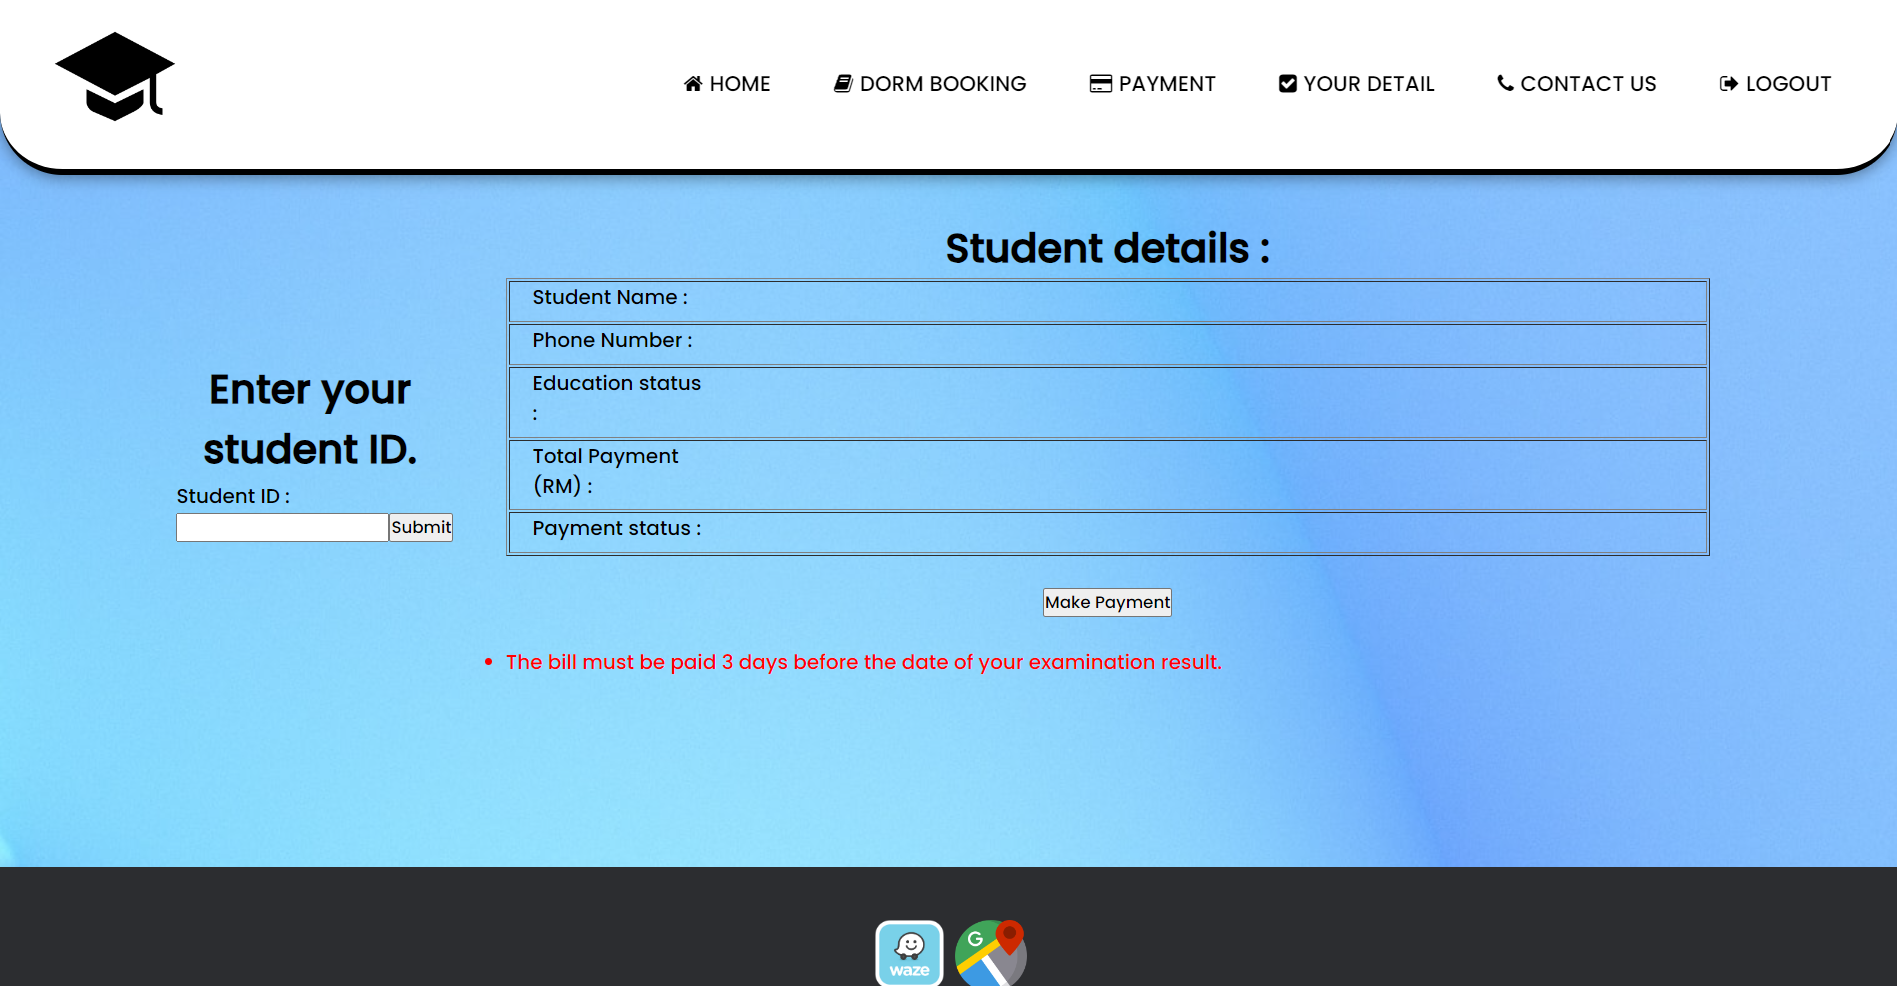 HOME DORM BOOKING PAYMENT YOUR DETAIL CONTACT US LOGOUT
Enter your
student ID.
Student ID :
Submit
Student details :
Student Name :
Phone Number :
Education status
:
Total Payment
(RM) :
Payment status :
Make Payment
• The bill must be paid 3 days before the date of your examination result.
waze
G